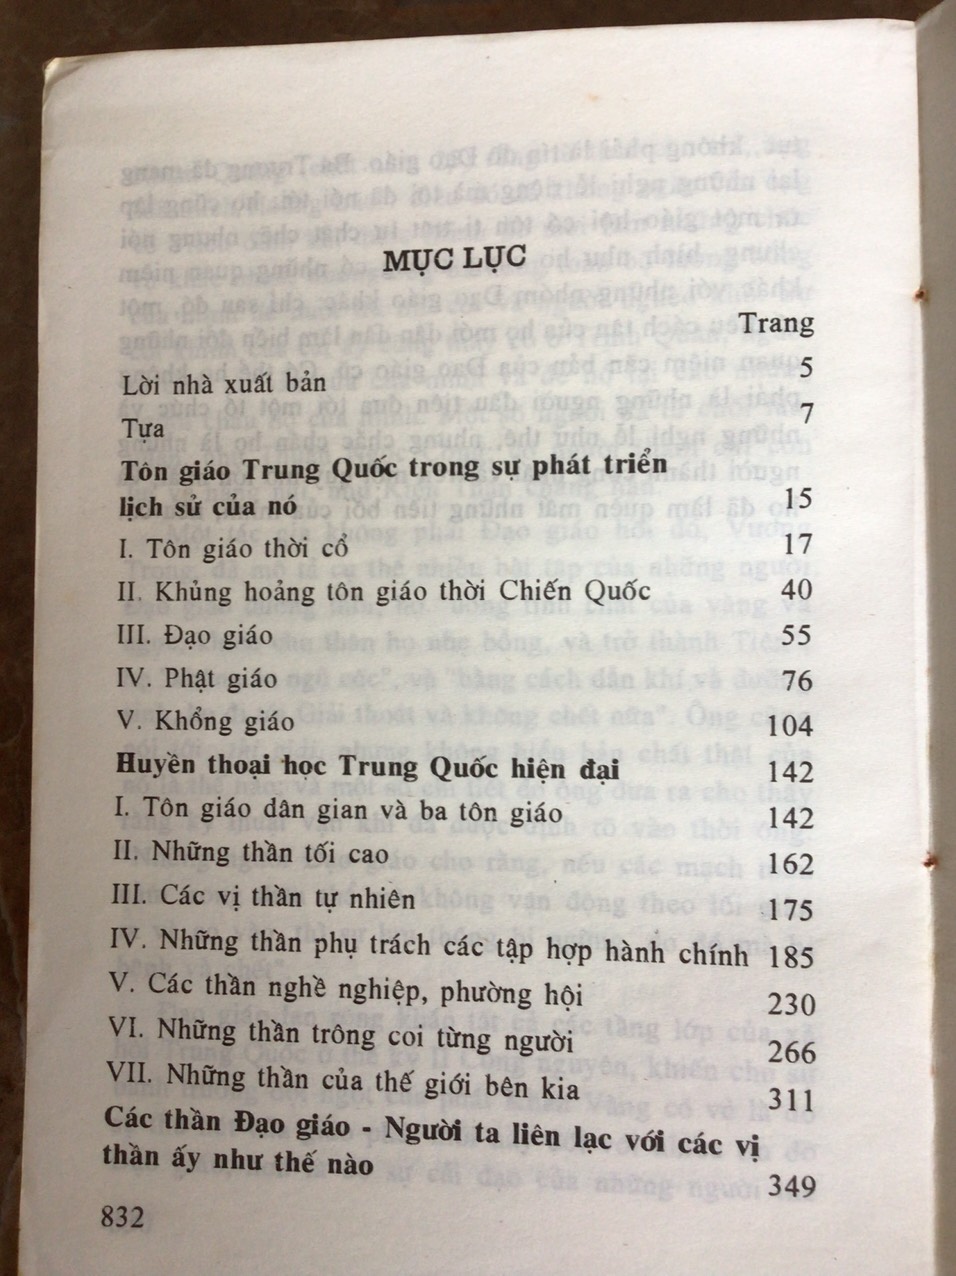 MỤC LỤC
Trang
Lời nhà xuất bản 5
Tựa 7
Tôn giáo Trung Quốc trong sự phát triển
lịch sử của nó 15
I. Tôn giáo thời cổ 17
II. Khủng hoảng tôn giáo thời Chiến Quốc 40
III. Đạo giáo 55
IV. Phật giáo 76
V. Khổng giáo 104
Huyền thoại học Trung Quốc hiện đại 142
I. Tôn giáo dân gian và ba tôn giáo 142
II. Những thần tối cao 162
III. Các vị thần tự nhiên 175
IV. Những thần phụ trách các tập hợp hành chính 185
V. Các thần nghề nghiệp, phường hội 230
VI. Những thần trông coi từng người 266
VII. Những thần của thế giới bên kia 311
Các thần Đạo giáo - Người ta liên lạc với các vị
thần ấy như thế nào 349
832